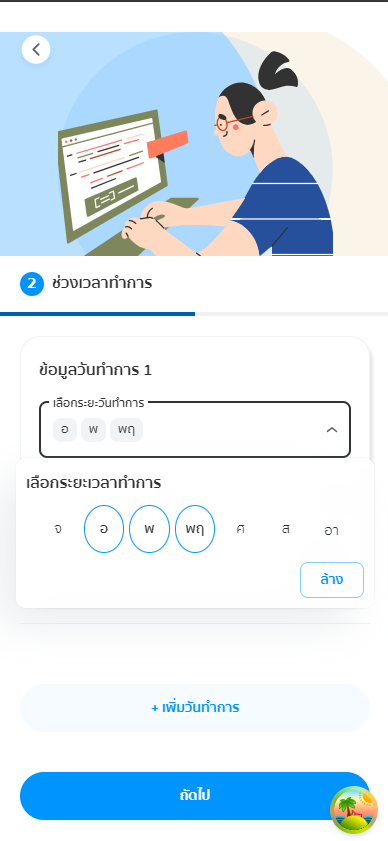 2 ช่วงเวลาทำการ
ข้อมูลวันทำการ 1
เลือกระยะวันทำการ
อ พ พฤ
เลือกระยะเวลาทำการ
จ อ พ พฤ ศ ส อา
ล้าง
+ เพิ่มวันทำการ
ถัดไป